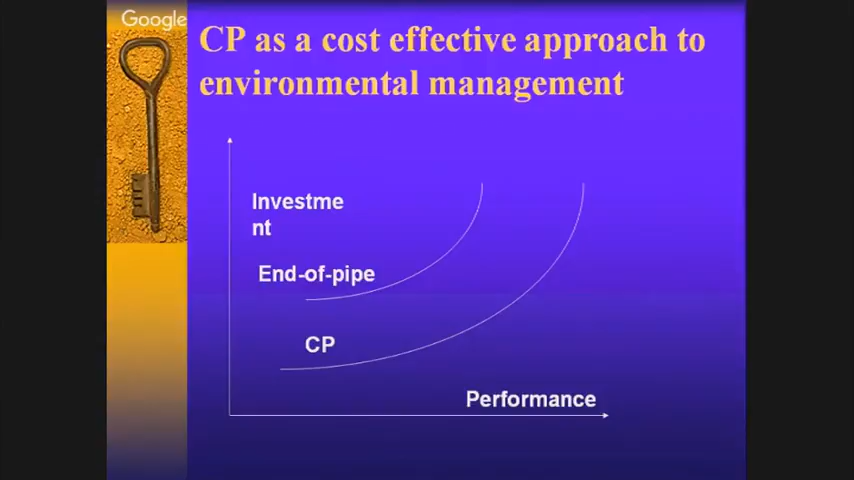 Google
CP as a cost effective approach to
environmental management
Investme
nt
End-of-pipe
CP
Performance